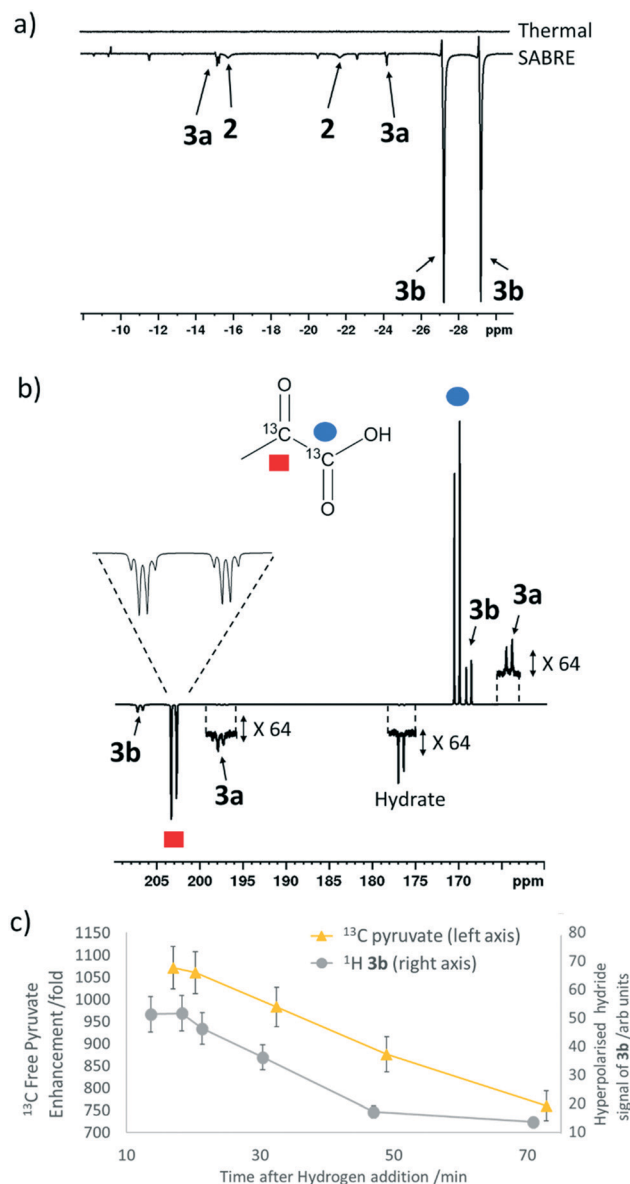 a)
Thermal
SABRE
3a
2
2
3a
3b
3b
-10 -12 -14 -16 -18 -20 -22 -24 -26 -28 ppm
b)
O
13C
OH
13C
O
3b
3a
X 64
X 64
X 64
3b
3a
Hydrate
205 200 195 190 185 180 175 170 ppm
c)
13C Free Pyruvate
Enhancement /fold
1150
1100
1050
1000
950
900
850
800
750
700
13C pyruvate (left axis)
1H 3b (right axis)
80
70
60
50
40
30
20
10
Hyperpolarised hydride
signal of 3b /arb units
10 30 50 70
Time after Hydrogen addition /min